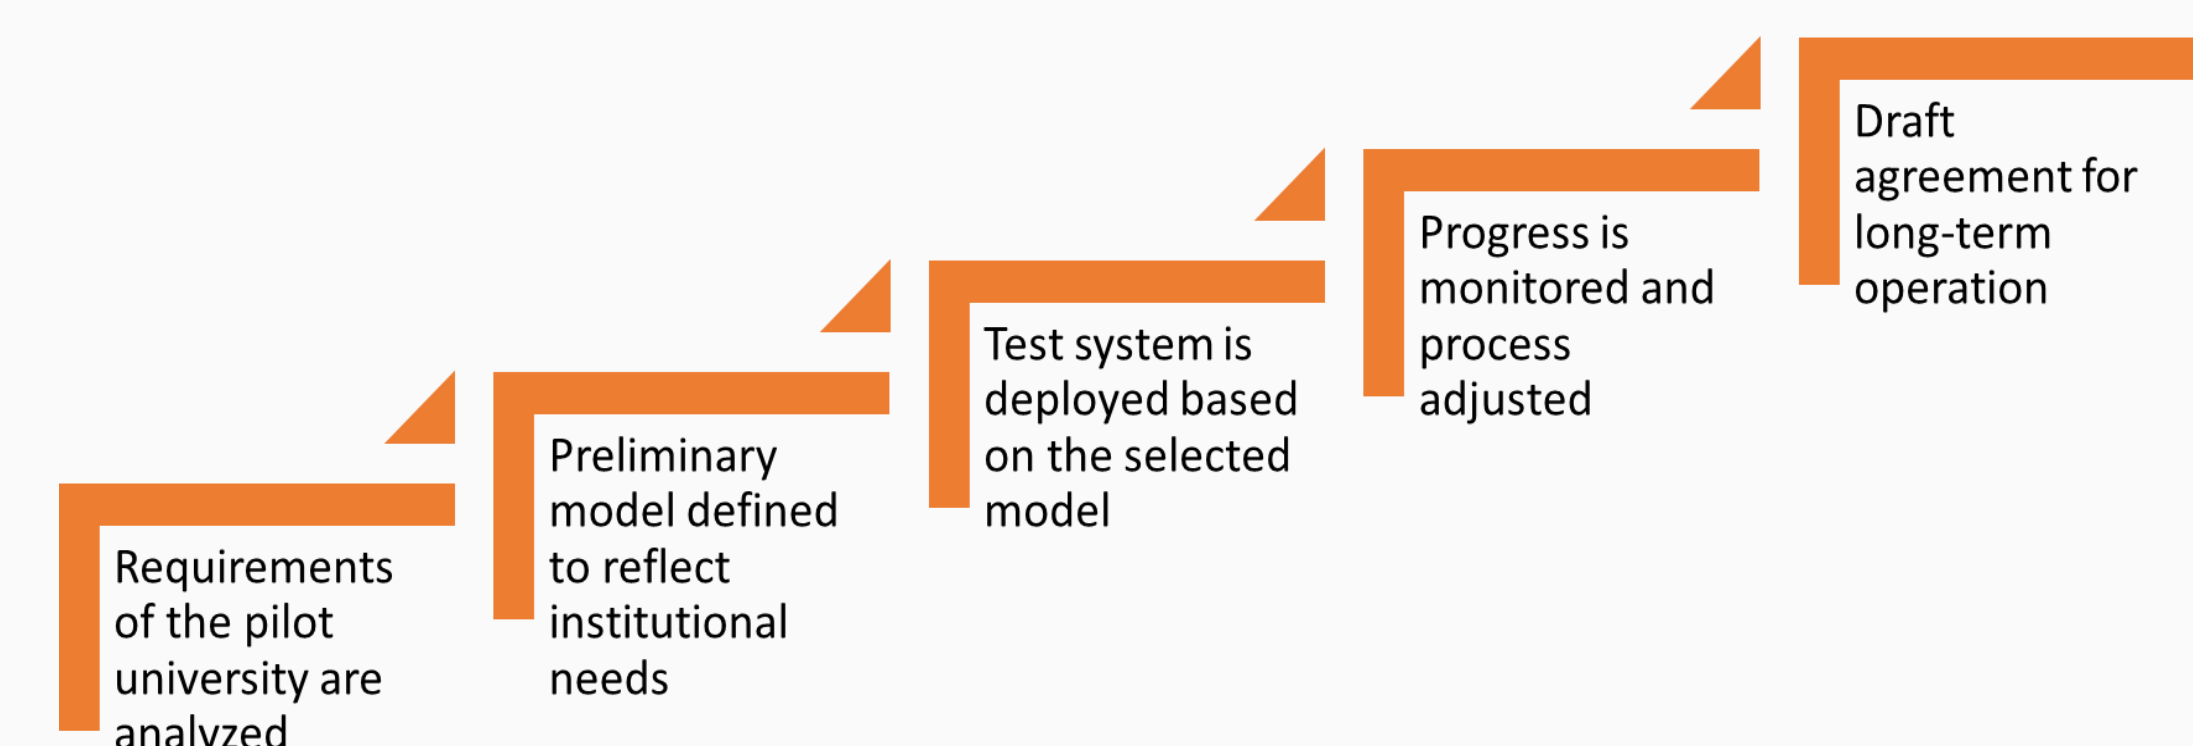 Requirements
of the pilot
university are
analyzed
Preliminary
model defined
to reflect
institutional
needs
Test system is
deployed based
on the selected
model
Progress is
monitored and
process
adjusted
Draft
agreement for
long-term
operation